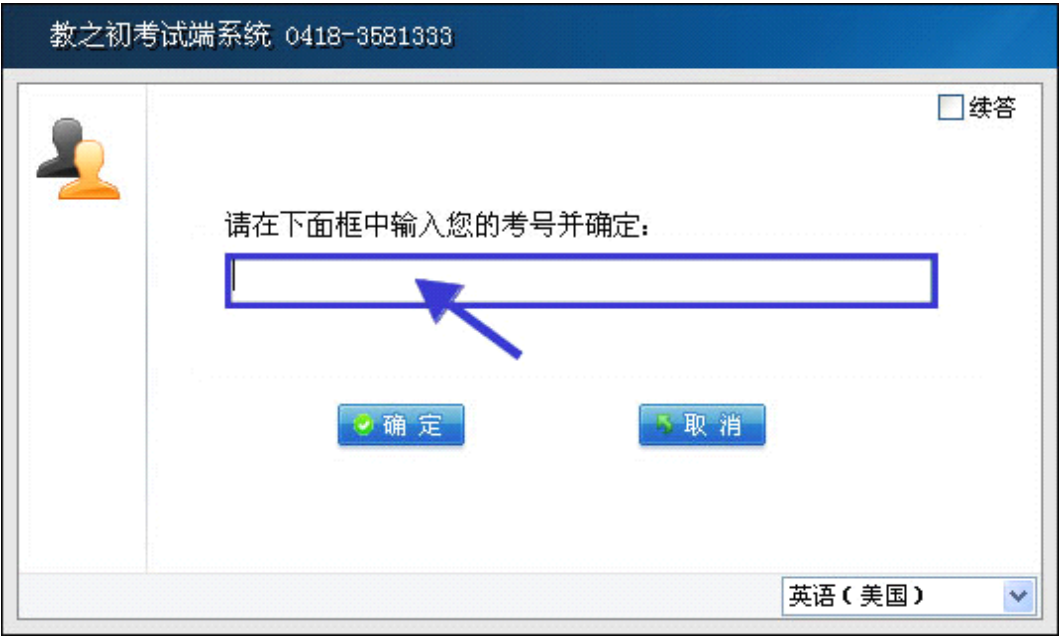 教之初考试端系统 0418-3581333
续答
请在下面框中输入您的考号并确定:
确 定
取 消
英语(美国)